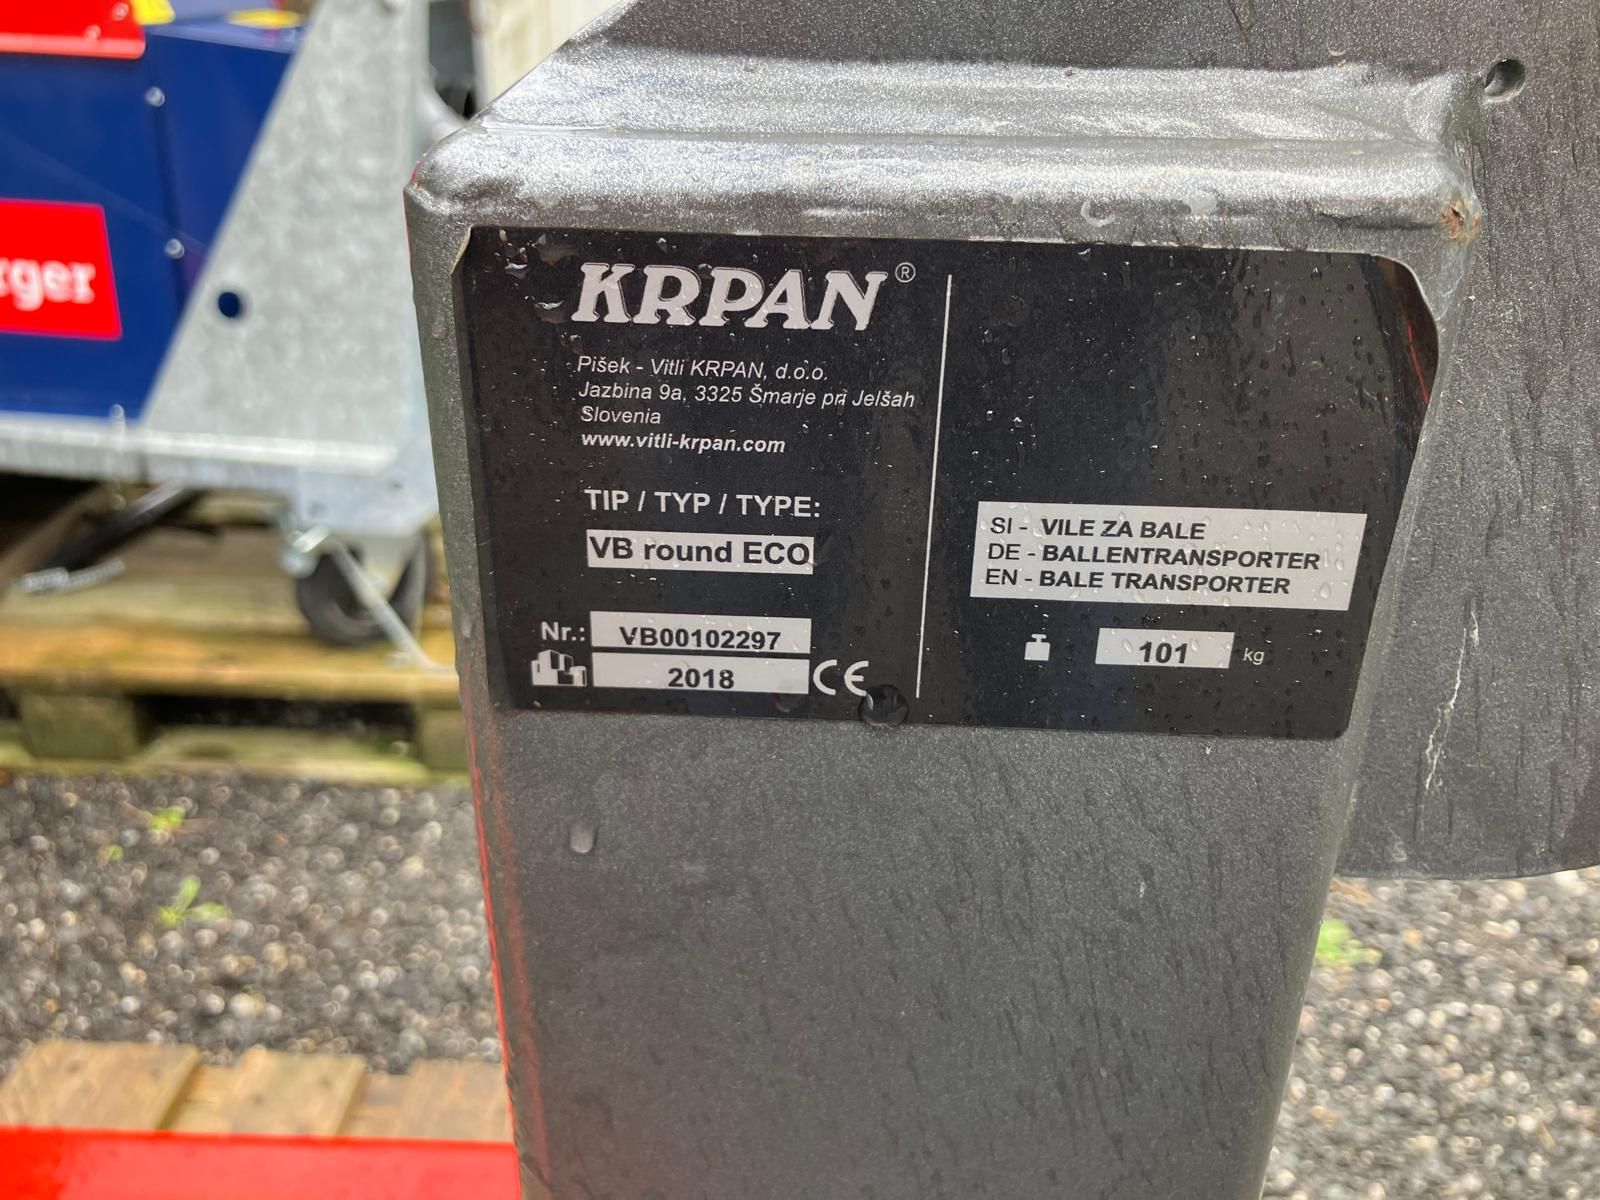 KRPAN®
Pišek - Vitli KRPAN, d.o.o.
Jazbina 9a, 3325 Šmarje pri Jelšah
Slovenia
www.vitli-krpan.com
TIP / TYP / TYPE:
VB round ECO
Nr.: VB00102297
2018 CE
SI - VILE ZA BALE
DE - BALLENTRANSPORTER
EN - BALE TRANSPORTER
101 kg
rger